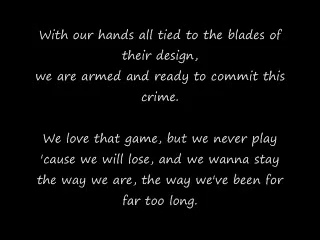 With our hands all tied to the blades of
their design,
we are armed and ready to commit this
crime.
We love that game, but we never play
'cause we will lose, and we wanna stay
the way we are, the way we've been for
far too long.